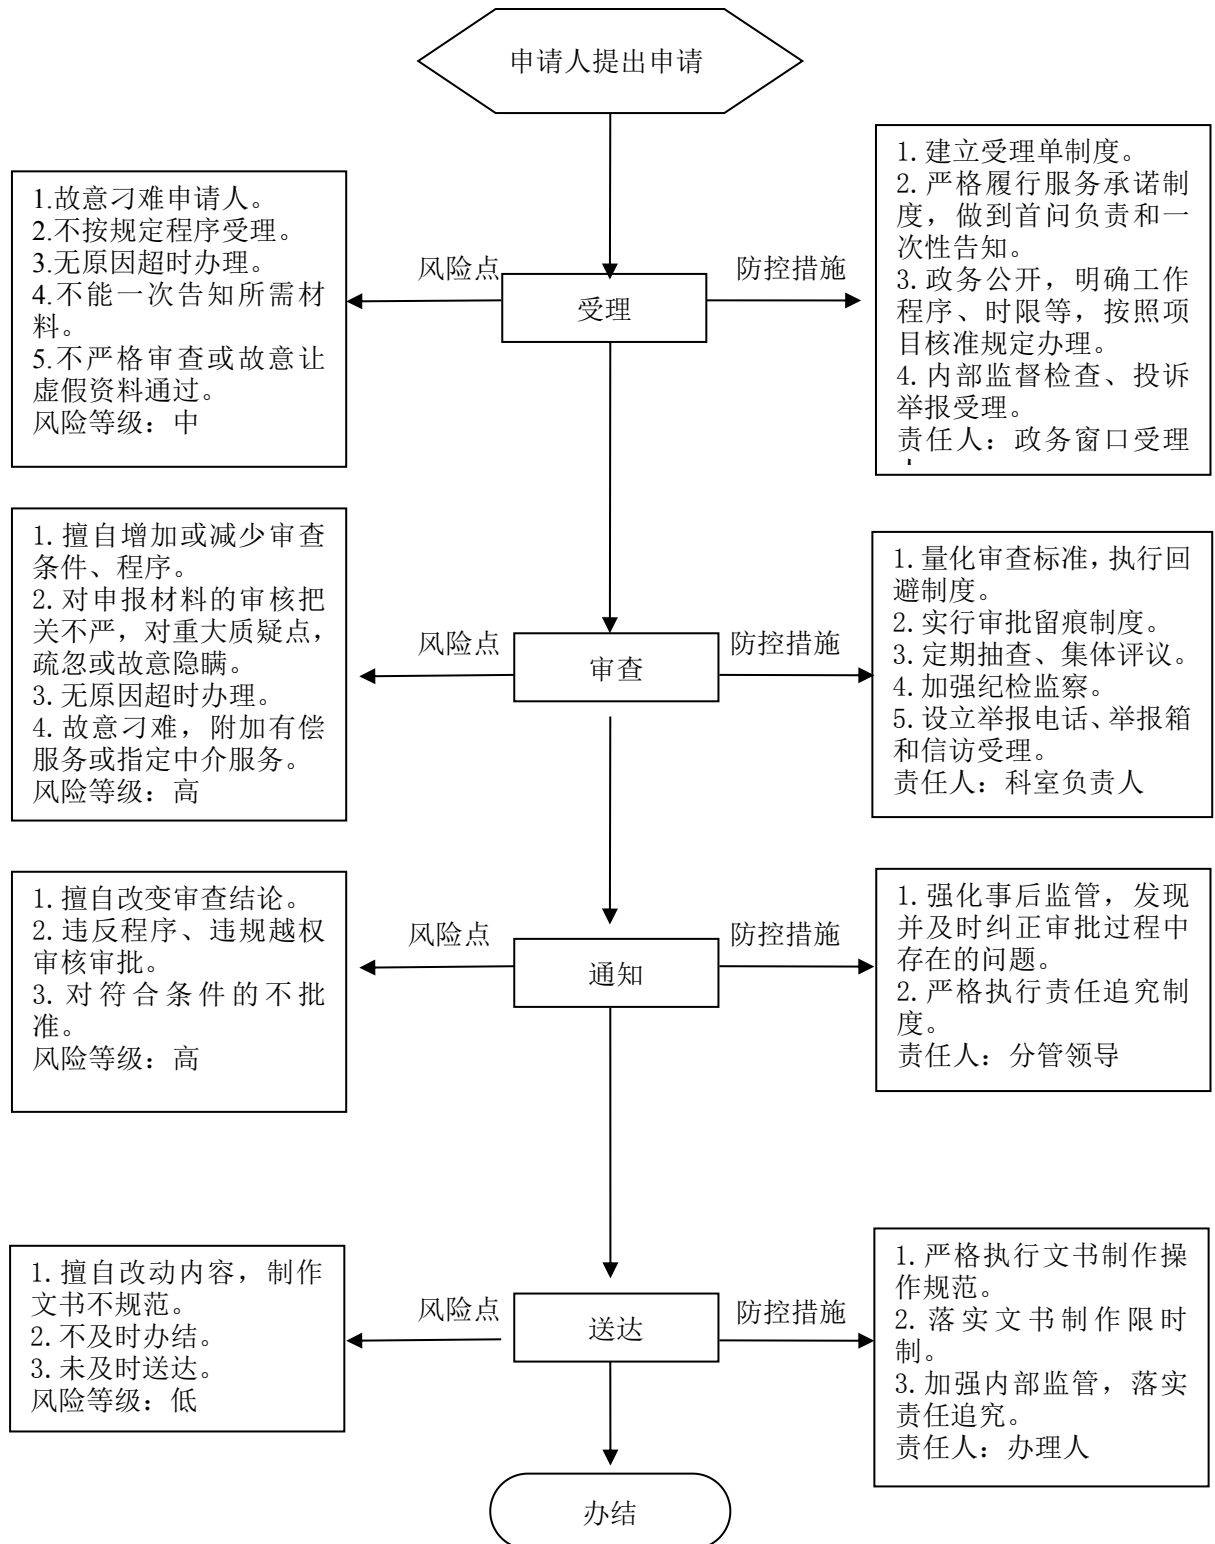 申请人提出申请
1.故意刁难申请人。
2.不按规定程序受理。
3.无原因超时办理。
4.不能一次告知所需材
料。
5.不严格审查或故意让
虚假资料通过。
风险等级：中
风险点
受理
防控措施
1.建立受理单制度。
2.严格履行服务承诺制
度，做到首问负责和一
次性告知。
3.政务公开，明确工作
程序、时限等，按照项
目核准规定办理。
4.内部监督检查、投诉
举报受理。
责任人：政务窗口受理
1.擅自增加或减少审查
条件、程序。
2.对申报材料的审核把
关不严，对重大质疑点，
疏忽或故意隐瞒。
3.无原因超时办理。
4.故意刁难，附加有偿
服务或指定中介服务。
风险等级：高
风险点
审查
防控措施
1.量化审查标准，执行回
避制度。
2.实行审批留痕制度。
3.定期抽查、集体评议。
4.加强纪检监察。
5.设立举报电话、举报箱
和信访受理。
责任人：科室负责人
1.擅自改变审查结论。
2.违反程序、违规越权
审核审批。
3.对符合条件的不批
准。
风险等级：高
风险点
通知
防控措施
1.强化事后监管，发现
并及时纠正审批过程中
存在的问题。
2.严格执行责任追究制
度。
责任人：分管领导
1.擅自改动内容，制作
文书不规范。
2.不及时办结。
3.未及时送达。
风险等级：低
风险点
送达
防控措施
1.严格执行文书制作操
作规范。
2.落实文书制作限时
制。
3.加强内部监管，落实
责任追究。
责任人：办理人
办结